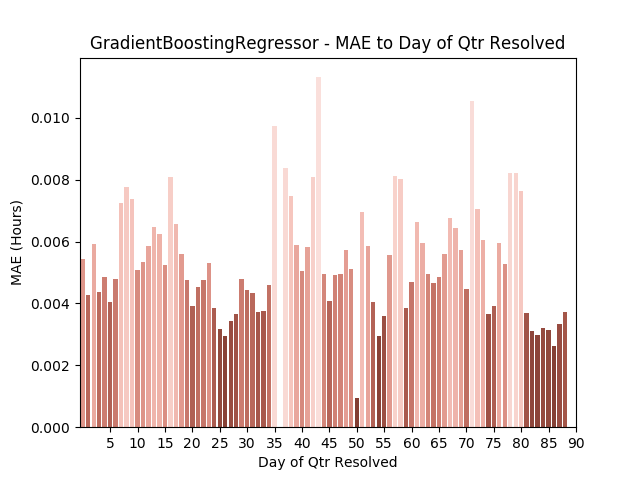 GradientBoostingRegressor - MAE to Day of Qtr Resolved
0.010
0.008
0.006
0.004
0.002
0.000
MAE (Hours)
5 10 15 20 25 30 35 40 45 50 55 60 65 70 75 80 85 90
Day of Qtr Resolved